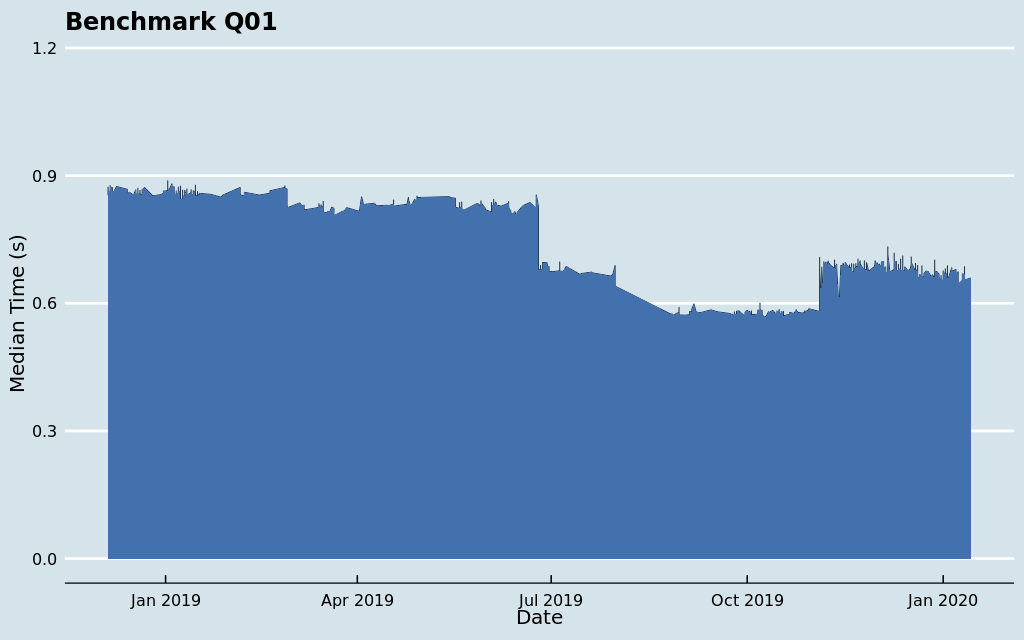 Benchmark Q01
1.2
0.9
0.6
0.3
0.0
Median Time (s)
Jan 2019
Apr 2019
Jul 2019
Oct 2019
Jan 2020
Date